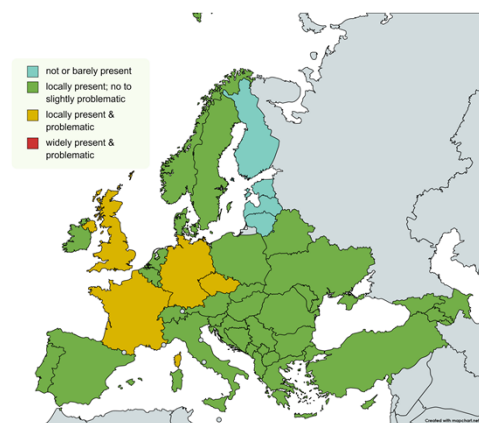 not or barely present
locally present; no to
slightly problematic
locally present &
problematic
widely present &
problematic
Created with mapchart.net